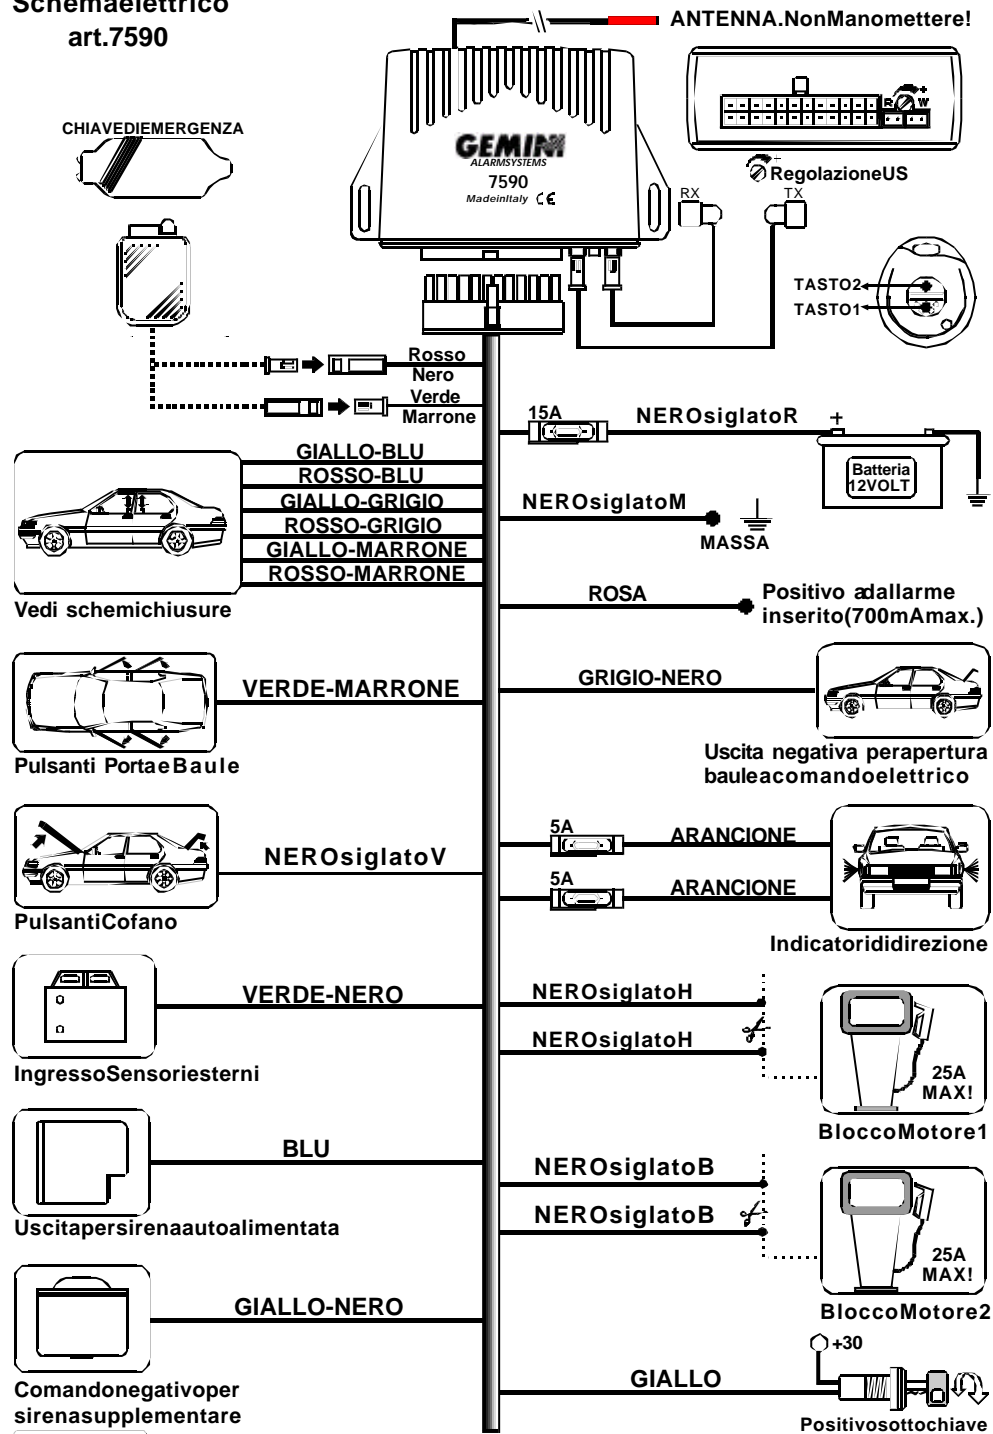 Schemaelettrico
art.7590
ANTENNA.NonManomettere!
CHIAVEDIEMERGENZA
GEMINI
ALARMSYSTEMS
7590
MadeinItaly CE
R + W
+
RegolazioneUS
RX
TX
TASTO2
TASTO1
Rosso
Nero
Verde
Marrone
15A
NEROsiglatoR
+
Batteria
12VOLT
GIALLO-BLU
ROSSO-BLU
GIALLO-GRIGIO
ROSSO-GRIGIO
GIALLO-MARRONE
ROSSO-MARRONE
Vedi schemichiusure
NEROsiglatoM
MASSA
ROSA
Positivo adallarme
inserito(700mAmax.)
VERDE-MARRONE
Pulsanti PortaeBaule
GRIGIO-NERO
Uscita negativa perapertura
bauleacomandoelettrico
NEROsiglatoV
PulsantiCofano
5A
ARANCIONE
5A
ARANCIONE
Indicatorididirezione
VERDE-NERO
IngressoSensoriesterni
NEROsiglatoH
NEROsiglatoH
25A
MAX!
BloccoMotore1
BLU
Uscitapersirenaautoalimentata
NEROsiglatoB
NEROsiglatoB
25A
MAX!
BloccoMotore2
GIALLO-NERO
Comandonegativoper
sirenasupplementare
+30
GIALLO
Positivosottochiave